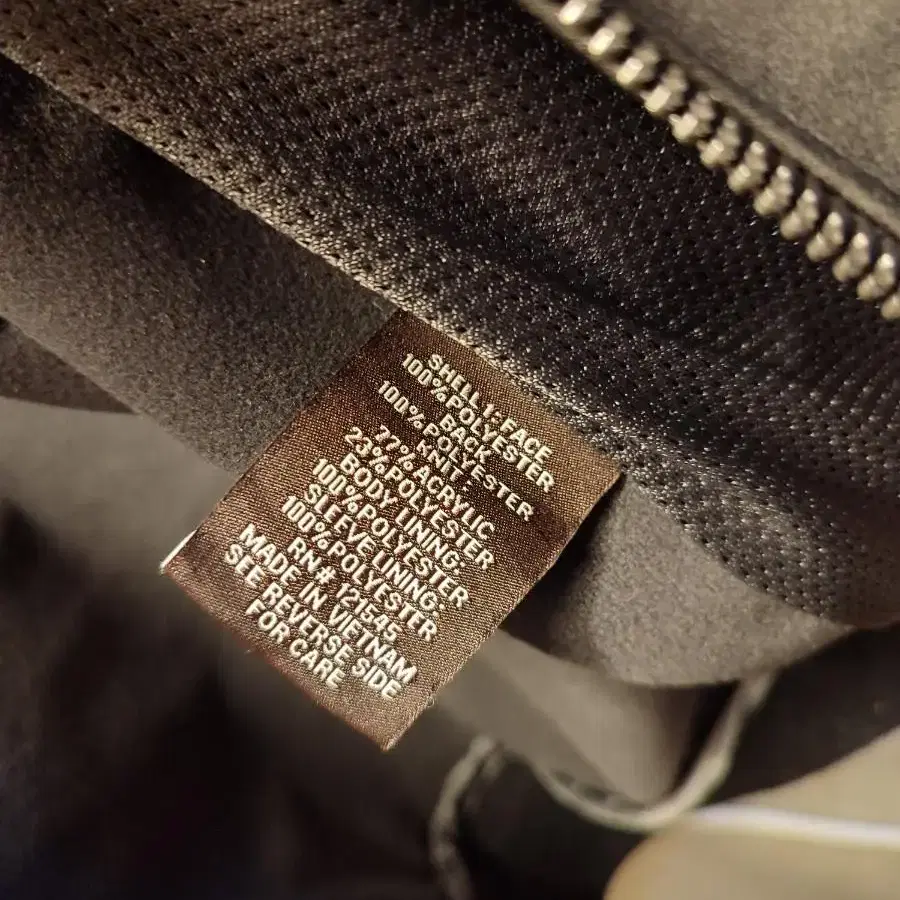 SHELL 1: FACE
100%POLYESTER
BACK
100%POLYESTER
KNIT:
77%ACRYLIC
23%POLYESTER
BODY LINING:
100%POLYESTER
SLEEVE LINING:
100%POLYESTER
RN# 121545
MADE IN VIETNAM
SEE REVERSE SIDE
FOR CARE